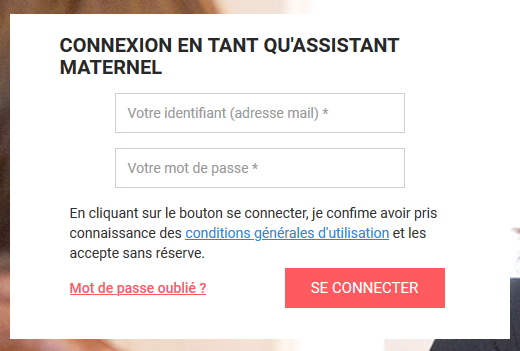 CONNEXION EN TANT QU'ASSISTANT
MATERNEL
Votre identifiant (adresse mail) *
Votre mot de passe *
En cliquant sur le bouton se connecter, je confime avoir pris
connaissance des conditions générales d'utilisation et les
accepte sans réserve.
Mot de passe oublié ?
SE CONNECTER